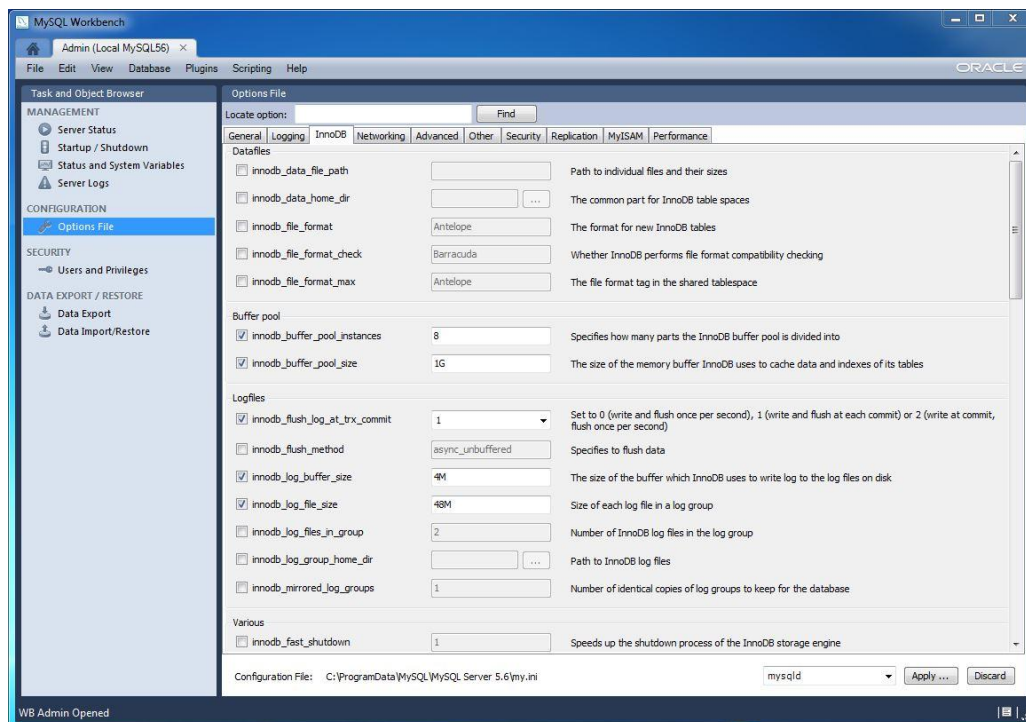 MySQL Workbench
Admin (Local MySQL56) ×
File Edit View Database Plugins Scripting Help
ORACLE
Task and Object Browser
MANAGEMENT
Server Status
Startup / Shutdown
Status and System Variables
Server Logs
CONFIGURATION
Options File
SECURITY
Users and Privileges
DATA EXPORT / RESTORE
Data Export
Data Import/Restore
Options File
Locate option: Find
General Logging InnoDB Networking Advanced Other Security Replication MyISAM Performance
Datafiles
innodb_data_file_path Path to individual files and their sizes
innodb_data_home_dir ... The common part for InnoDB table spaces
innodb_file_format Antelope The format for new InnoDB tables
innodb_file_format_check Barracuda Whether InnoDB performs file format compatibility checking
innodb_file_format_max Antelope The file format tag in the shared tablespace
Buffer pool
innodb_buffer_pool_instances 8 Specifies how many parts the InnoDB buffer pool is divided into
innodb_buffer_pool_size 1G The size of the memory buffer InnoDB uses to cache data and indexes of its tables
Logfiles
innodb_flush_log_at_trx_commit 1 Set to 0 (write and flush once per second), 1 (write and flush at each commit) or 2 (write at commit,
flush once per second)
innodb_flush_method async_unbuffered Specifies to flush data
innodb_log_buffer_size 4M The size of the buffer which InnoDB uses to write log to the log files on disk
innodb_log_file_size 48M Size of each log file in a log group
innodb_log_files_in_group 2 Number of InnoDB log files in the log group
innodb_log_group_home_dir ... Path to InnoDB log files
innodb_mirrored_log_groups 1 Number of identical copies of log groups to keep for the database
Various
innodb_fast_shutdown 1 Speeds up the shutdown process of the InnoDB storage engine
Configuration File: C:\ProgramData\MySQL\MySQL Server 5.6\my.ini mysqld Apply ... Discard
WB Admin Opened